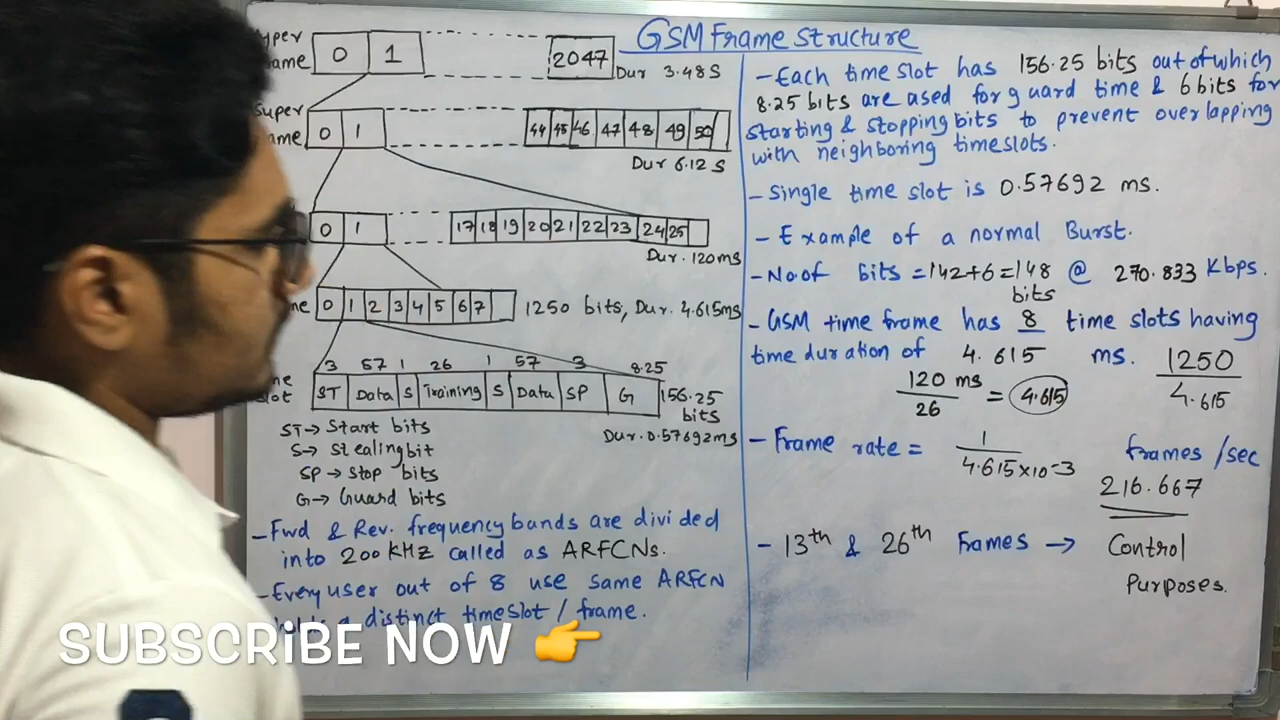 GSM Frame Structure
yper
ame
0 1 2047
Dur 3.48S
Super
ame
0 1 44 45 46 47 48 49 50
Dur 6.12 S
0 1 17 18 19 20 21 22 23 24 25
Dur. 120ms
me
0 1 2 3 4 5 6 7
1250 bits, Dur. 4.615ms
3 57 1 26 1 57 3 8.25
ne
slot
ST Data S Training S Data SP G
156.25
bits
Dur. 0.57692ms
ST → Start bits
S → Stealing bit
SP → Stop bits
G → Guard bits
- Fwd & Rev. frequency bands are divided
into 200 KHz called as ARFCNs.
- Every user out of 8 use same ARFCN
a distinct timeslot / frame.
- Each time slot has 156.25 bits out of which
8.25 bits are ased for guard time & 6 bits for
starting & stopping bits to prevent overlapping
with neighboring timeslots.
- Single time slot is 0.57692 ms.
- Example of a normal Burst.
- No. of bits = 142+6 = 148 @ 270.833 Kbps.
bits
- GSM time frame has 8 time slots having
time duration of 4.615 ms.
1250
4.615
120 ms
26
= 4.615
- Frame rate = 1
4.615×10-3
frames /sec
216.667
- 13th & 26th Frames → Control
Purposes.
SUBSCRIBE NOW 👉